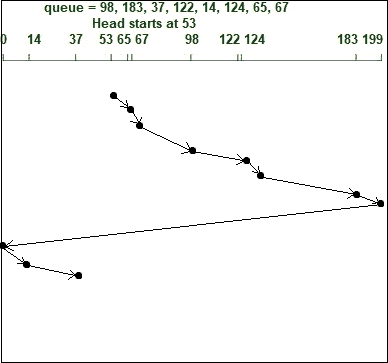 queue = 98, 183, 37, 122, 14, 124, 65, 67
Head starts at 53
0 14 37 53 65 67 98 122 124 183 199